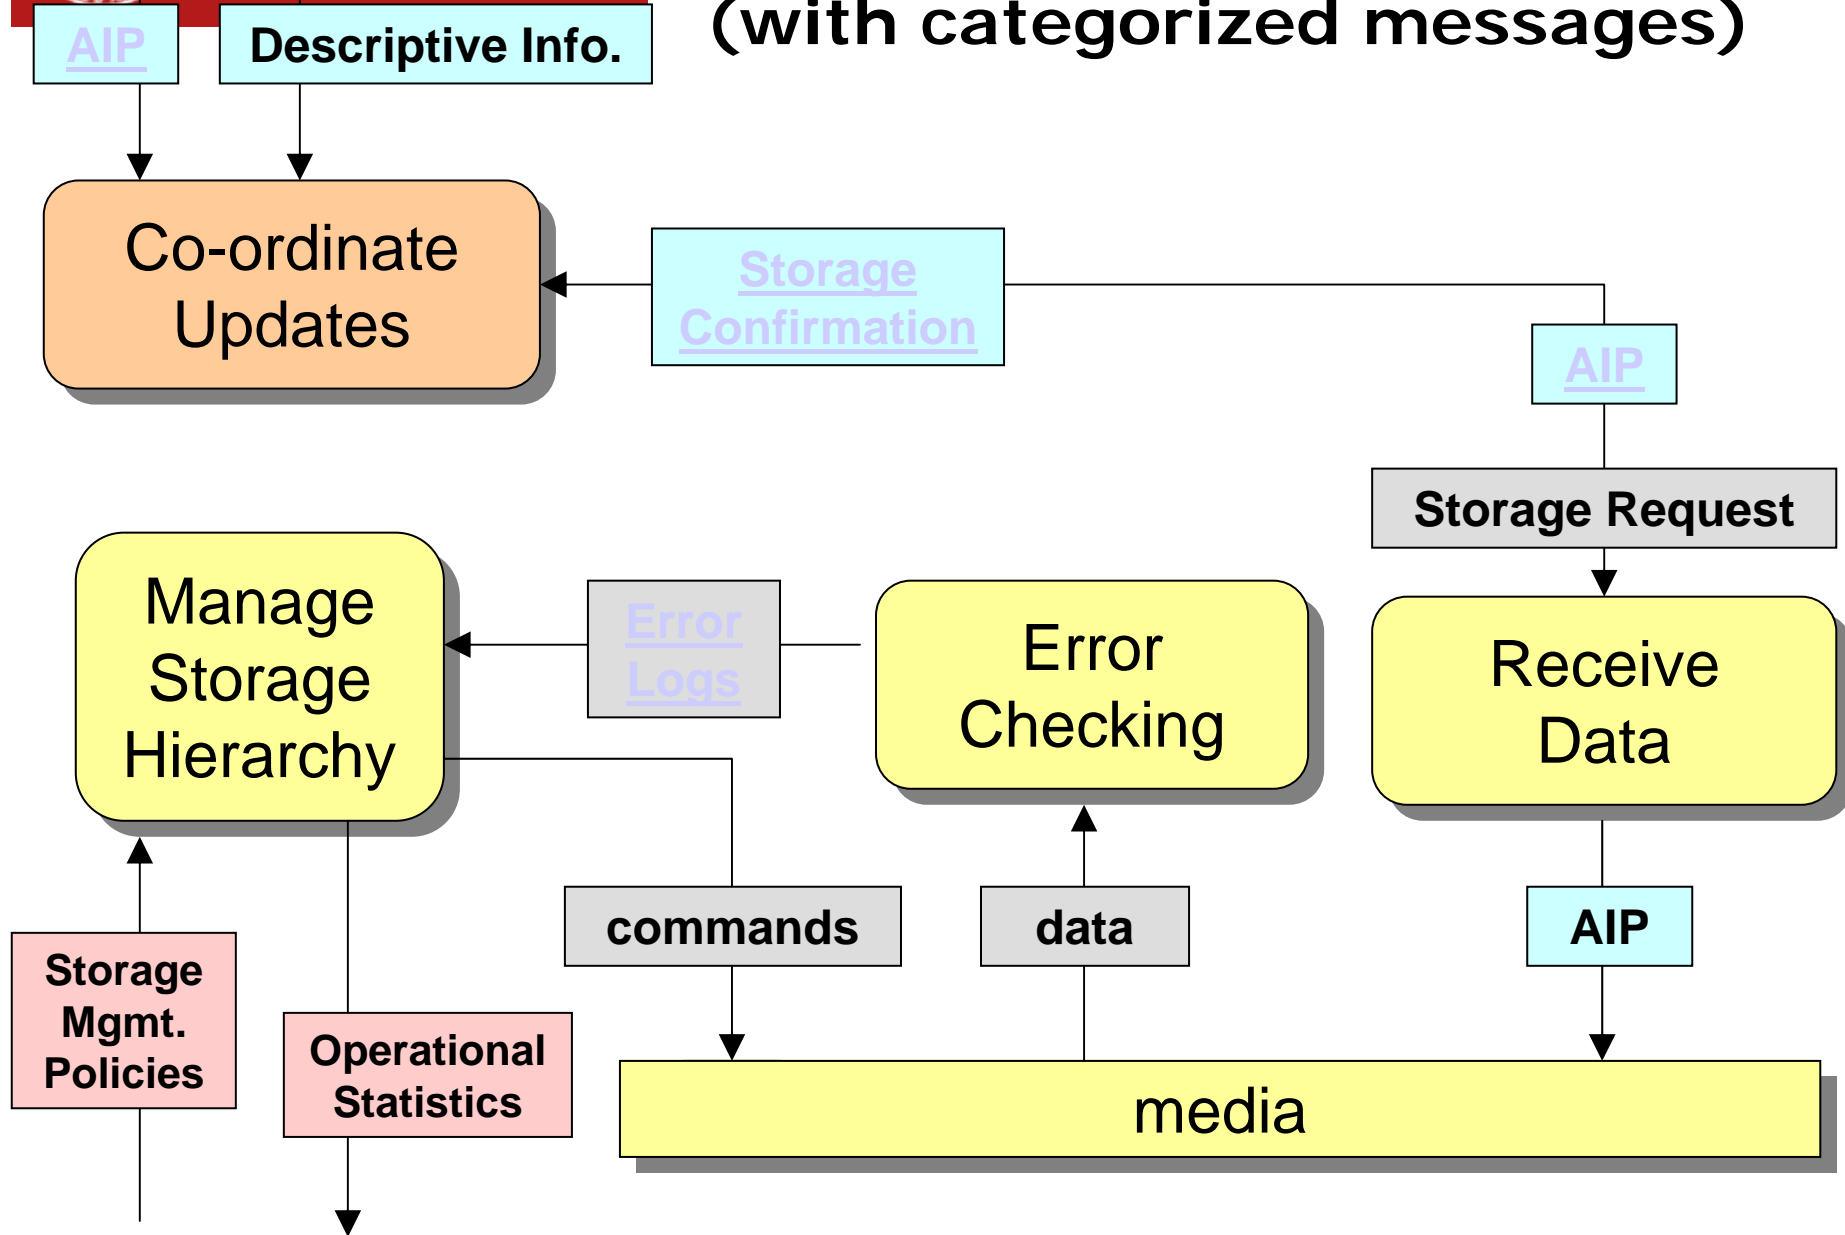 (with categorized messages)
AIP
Descriptive Info.
Co-ordinate
Updates
Storage
Confirmation
AIP
Storage Request
Manage
Storage
Hierarchy
Error
Logs
Error
Checking
Receive
Data
commands
data
AIP
Storage
Mgmt.
Policies
Operational
Statistics
media